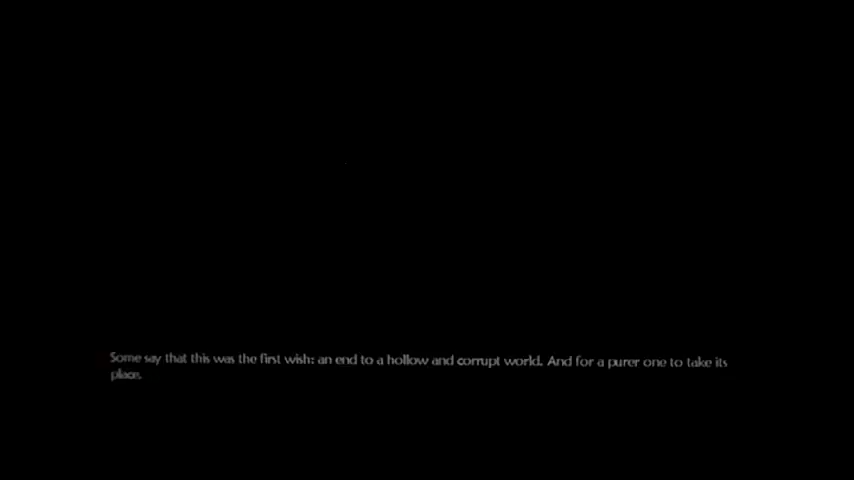 Some say that this was the first wish: an end to a hollow and corrupt world. And for a purer one to take its
place.